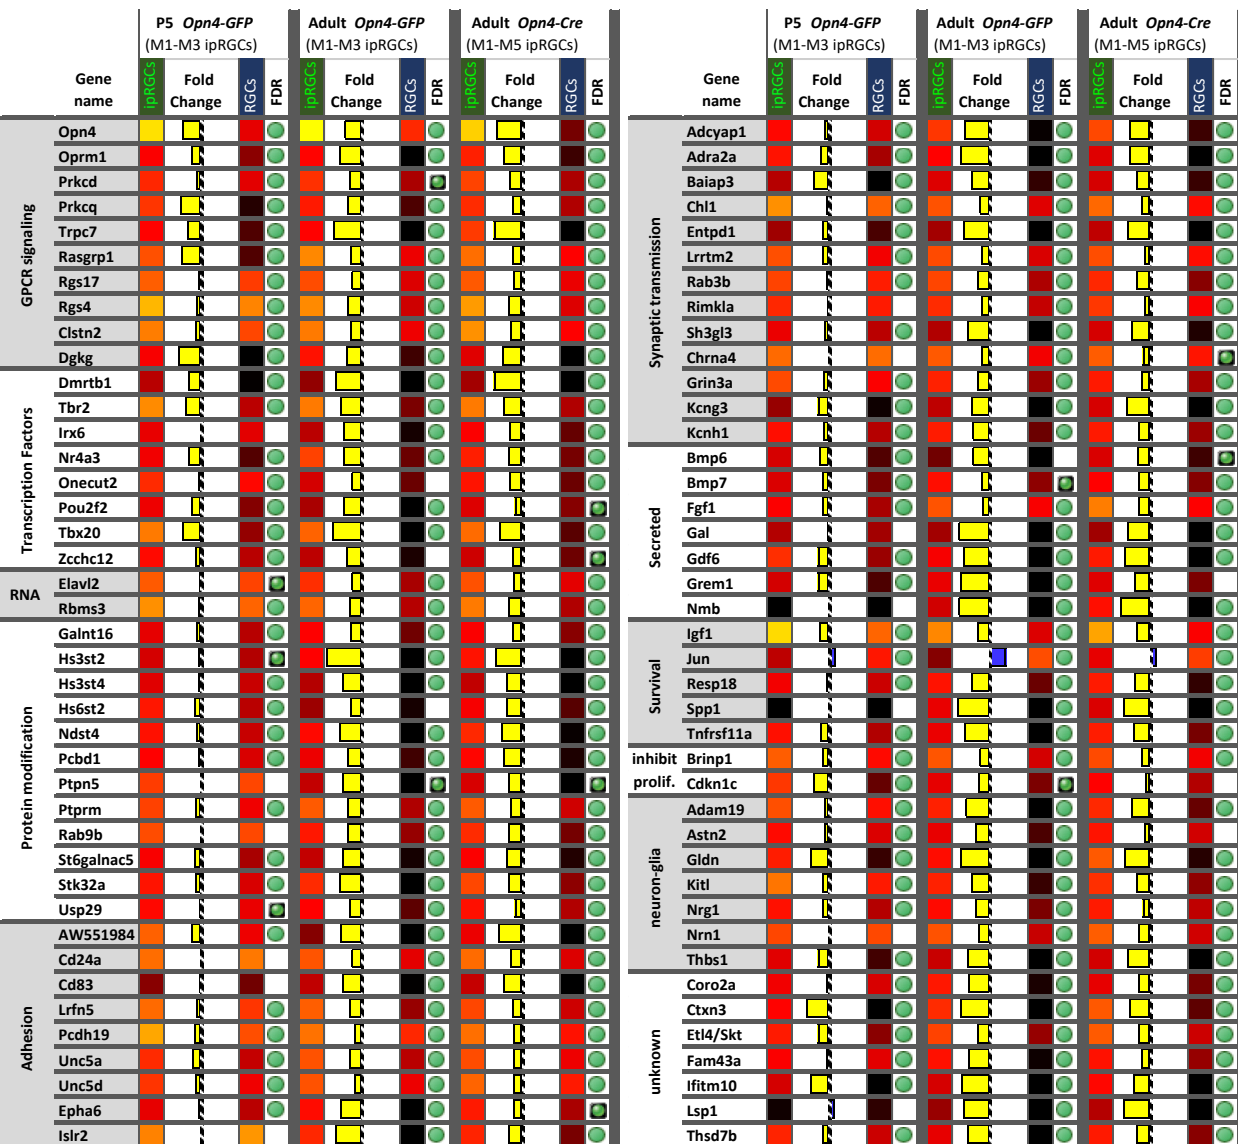 P5 Opn4-GFP
(M1-M3 ipRGCs)
Adult Opn4-GFP
(M1-M3 ipRGCs)
Adult Opn4-Cre
(M1-M5 ipRGCs)
Gene name
ipRGCs
Fold Change
RGCs
FDR
ipRGCs
Fold Change
RGCs
FDR
ipRGCs
Fold Change
RGCs
FDR
GPCR signaling
Opn4
Oprm1
Prkcd
Prkcq
Trpc7
Rasgrp1
Rgs17
Rgs4
Clstn2
Dgkg
Transcription Factors
Dmrtb1
Tbr2
Irx6
Nr4a3
Onecut2
Pou2f2
Tbx20
Zcchc12
RNA
Elavl2
Rbms3
Protein modification
Galnt16
Hs3st2
Hs3st4
Hs6st2
Ndst4
Pcbd1
Ptpn5
Ptprm
Rab9b
St6galnac5
Stk32a
Usp29
Adhesion
AW551984
Cd24a
Cd83
Lrfn5
Pcdh19
Unc5a
Unc5d
Epha6
Islr2
P5 Opn4-GFP
(M1-M3 ipRGCs)
Adult Opn4-GFP
(M1-M3 ipRGCs)
Adult Opn4-Cre
(M1-M5 ipRGCs)
Gene name
ipRGCs
Fold Change
RGCs
FDR
ipRGCs
Fold Change
RGCs
FDR
ipRGCs
Fold Change
RGCs
FDR
Synaptic transmission
Adcyap1
Adra2a
Baiap3
Chl1
Entpd1
Lrrtm2
Rab3b
Rimkla
Sh3gl3
Chrna4
Grin3a
Kcng3
Kcnh1
Secreted
Bmp6
Bmp7
Fgf1
Gal
Gdf6
Grem1
Nmb
Survival
Igf1
Jun
Resp18
Spp1
Tnfrsf11a
inhibit prolif.
Brinp1
Cdkn1c
neuron-glia
Adam19
Astn2
Gldn
Kitl
Nrg1
Nrn1
Thbs1
unknown
Coro2a
Ctxn3
Etl4/Skt
Fam43a
Ifitm10
Lsp1
Thsd7b